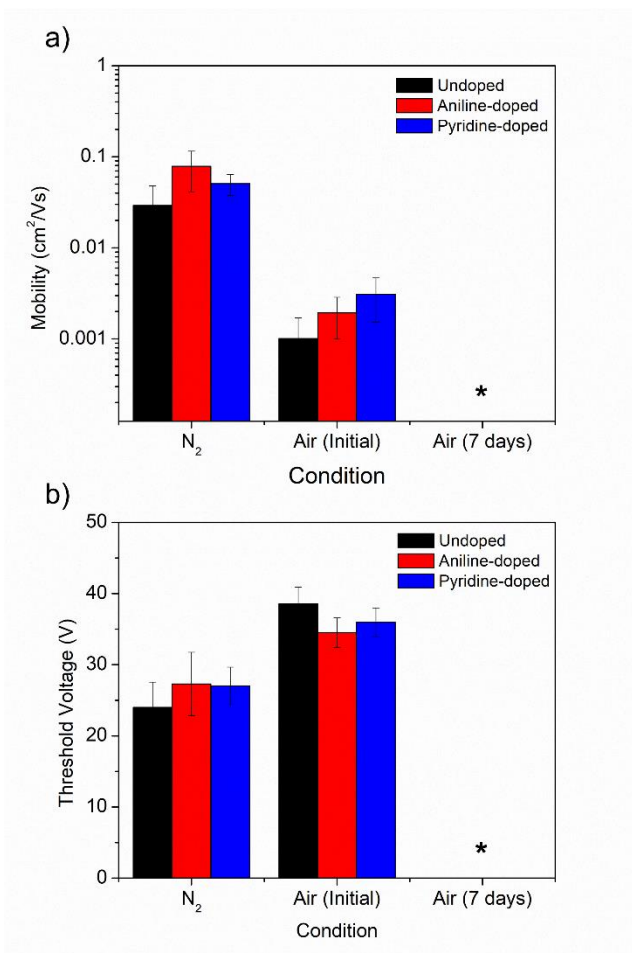 a)
1
0.1
0.01
0.001
Mobility (cm²/Vs)
Undoped
Aniline-doped
Pyridine-doped
*
N₂ Air (Initial) Air (7 days)
Condition
b)
50
40
30
20
10
0
Threshold Voltage (V)
Undoped
Aniline-doped
Pyridine-doped
*
N₂ Air (Initial) Air (7 days)
Condition